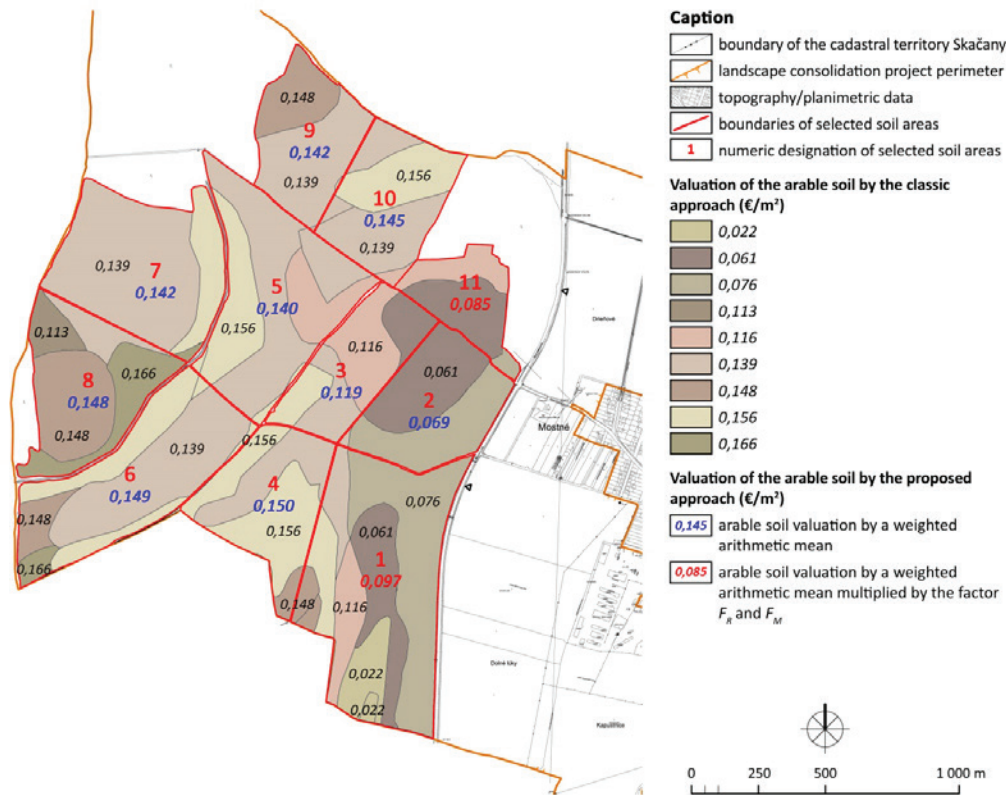 0,148
9
0,142
0,139
0,156
10
0,145
0,139
0,139
7
0,142
5
0,140
0,156
11
0,085
0,113
0,116
0,166
8
0,148
0,148
3
0,119
0,061
2
0,069
Mostné
0,139
0,156
6
0,149
4
0,150
0,148
0,156
0,166
0,076
0,061
1
0,097
0,148
0,116
0,022
0,022
Dolné lúky
Kapustnice
Caption
boundary of the cadastral territory Skačany
landscape consolidation project perimeter
topography/planimetric data
boundaries of selected soil areas
1 numeric designation of selected soil areas
Valuation of the arable soil by the classic
approach (€/m²)
0,022
0,061
0,076
0,113
0,116
0,139
0,148
0,156
0,166
Valuation of the arable soil by the proposed
approach (€/m²)
0,145 arable soil valuation by a weighted
arithmetic mean
0,085 arable soil valuation by a weighted
arithmetic mean multiplied by the factor
F_R and F_M
0 250 500 1 000 m